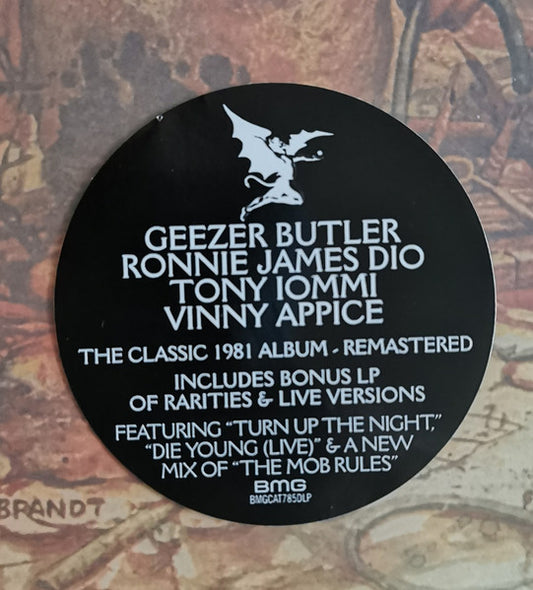 GEEZER BUTLER
RONNIE JAMES DIO
TONY IOMMI
VINNY APPICE
THE CLASSIC 1981 ALBUM - REMASTERED
INCLUDES BONUS LP
OF RARITIES & LIVE VERSIONS
FEATURING "TURN UP THE NIGHT,"
"DIE YOUNG (LIVE)" & A NEW
MIX OF "THE MOB RULES"
BMG
BMGCAT785DLP
BRANDT